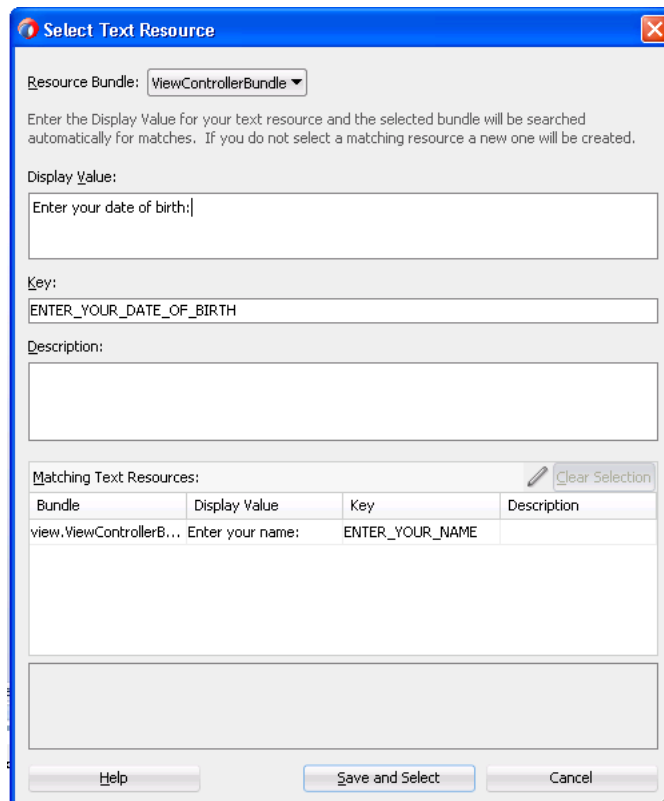 Select Text Resource
Resource Bundle: ViewControllerBundle
Enter the Display Value for your text resource and the selected bundle will be searched
automatically for matches. If you do not select a matching resource a new one will be created.
Display Value:
Enter your date of birth:
Key:
ENTER_YOUR_DATE_OF_BIRTH
Description:
Matching Text Resources: Clear Selection
Bundle Display Value Key Description
view.ViewControllerB... Enter your name: ENTER_YOUR_NAME
Help Save and Select Cancel